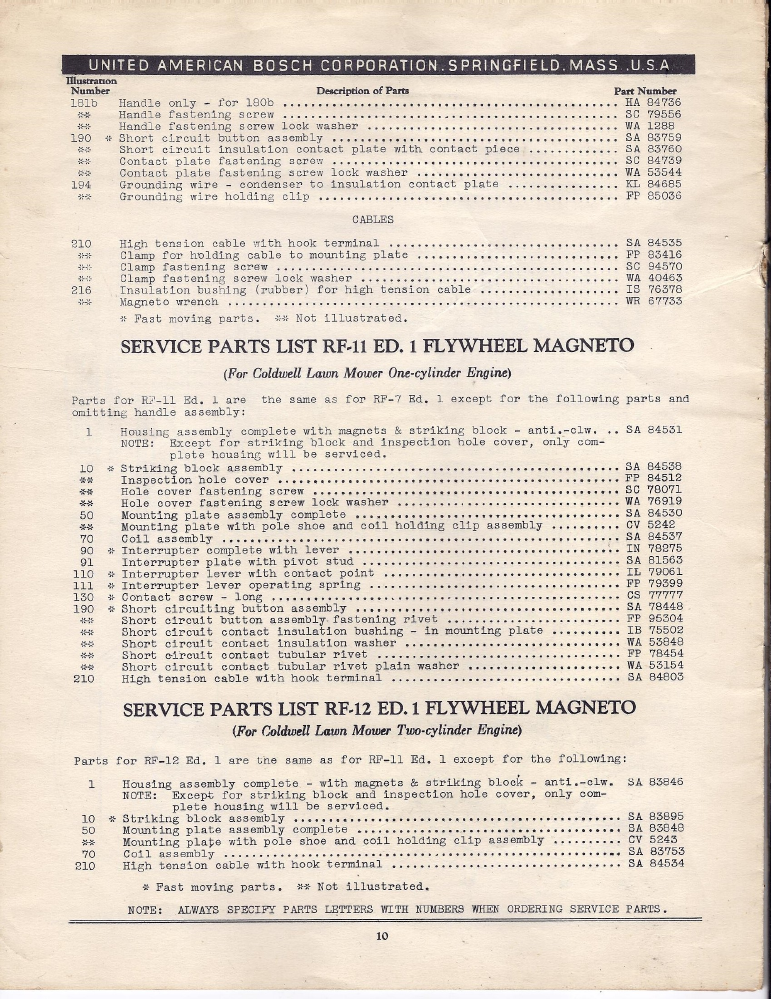 UNITED AMERICAN BOSCH CORPORATION. SPRINGFIELD. MASS. U.S.A
Illustration
Number Description of Parts Part Number
181b Handle only - for 180b ........ HA 84736
** Handle fastening screw ........ SC 79556
** Handle fastening screw lock washer ........ WA 1288
190 * Short circuit button assembly ........ SA 83759
** Short circuit insulation contact plate with contact piece ........ SA 83760
** Contact plate fastening screw ........ SC 84739
** Contact plate fastening screw lock washer ........ WA 53544
194 Grounding wire - condenser to insulation contact plate ........ KL 84685
** Grounding wire holding clip ........ FP 85036
CABLES
210 High tension cable with hook terminal ........ SA 84535
** Clamp for holding cable to mounting plate ........ FP 83416
** Clamp fastening screw ........ SC 94570
** Clamp fastening screw lock washer ........ WA 40463
216 Insulation bushing (rubber) for high tension cable ........ IS 76378
** Magneto wrench ........ WR 67733
* Fast moving parts. ** Not illustrated.
SERVICE PARTS LIST RF-11 ED. 1 FLYWHEEL MAGNETO
(For Coldwell Lawn Mower One-cylinder Engine)
Parts for RF-11 Ed. 1 are the same as for RF-7 Ed. 1 except for the following parts and
omitting handle assembly:
1 Housing assembly complete with magnets & striking block - anti.-clw. .. SA 84531
NOTE: Except for striking block and inspection hole cover, only com-
plete housing will be serviced.
10 * Striking block assembly ........ SA 84538
** Inspection hole cover ........ FP 84512
** Hole cover fastening screw ........ SC 78071
** Hole cover fastening screw lock washer ........ WA 76919
50 Mounting plate assembly complete ........ SA 84530
** Mounting plate with pole shoe and coil holding clip assembly ........ CV 5242
70 Coil assembly ........ SA 84537
90 * Interrupter complete with lever ........ IN 78275
91 Interrupter plate with pivot stud ........ SA 81563
110 * Interrupter lever with contact point ........ IL 79061
111 * Interrupter lever operating spring ........ FP 79399
130 * Contact screw - long ........ CS 77777
190 * Short circuiting button assembly ........ SA 78448
** Short circuit button assembly fastening rivet ........ FP 95304
** Short circuit contact insulation bushing - in mounting plate ........ IB 75502
** Short circuit contact insulation washer ........ WA 53848
** Short circuit contact tubular rivet ........ FP 78454
** Short circuit contact tubular rivet plain washer ........ WA 53154
210 High tension cable with hook terminal ........ SA 84803
SERVICE PARTS LIST RF-12 ED. 1 FLYWHEEL MAGNETO
(For Coldwell Lawn Mower Two-cylinder Engine)
Parts for RF-12 Ed. 1 are the same as for RF-11 Ed. 1 except for the following:
1 Housing assembly complete - with magnets & striking block - anti.-clw. SA 83846
NOTE: Except for striking block and inspection hole cover, only com-
plete housing will be serviced.
10 * Striking block assembly ........ SA 83895
50 Mounting plate assembly complete ........ SA 83848
** Mounting plate with pole shoe and coil holding clip assembly ........ CV 5243
70 Coil assembly ........ SA 83753
210 High tension cable with hook terminal ........ SA 84534
* Fast moving parts. ** Not illustrated.
NOTE: ALWAYS SPECIFY PARTS LETTERS WITH NUMBERS WHEN ORDERING SERVICE PARTS.
10